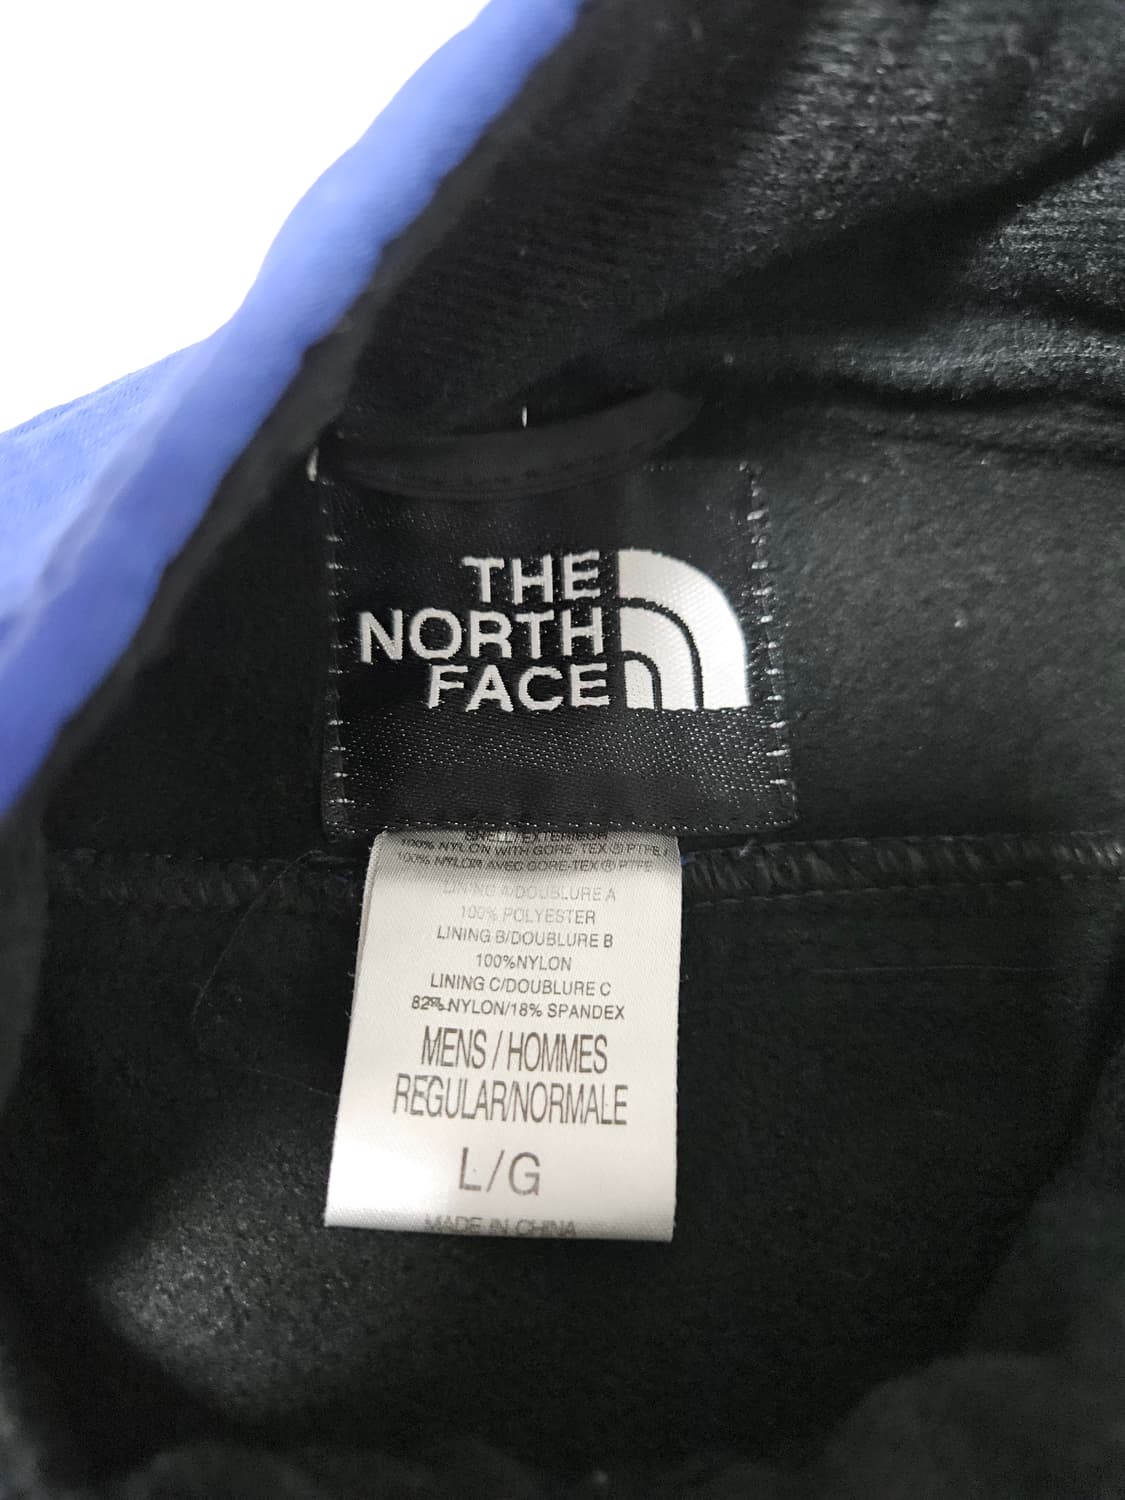 THE
NORTH
FACE
SHELL/EXTERIEUR
100% NYLON WITH GORE-TEX® PTFE /
100% NYLON AVEC GORE-TEX® PTFE
LINING A/DOUBLURE A
100% POLYESTER
LINING B/DOUBLURE B
100%NYLON
LINING C/DOUBLURE C
82% NYLON/18% SPANDEX
MENS / HOMMES
REGULAR/NORMALE
L/G
MADE IN CHINA